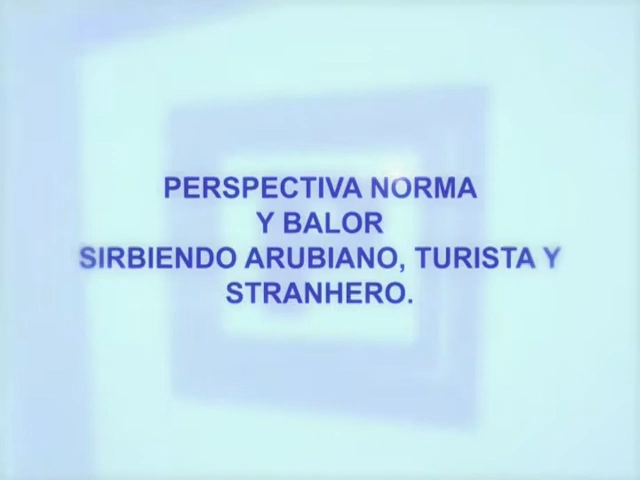 PERSPECTIVA NORMA
Y BALOR
SIRBIENDO ARUBIANO, TURISTA Y
STRANHERO.